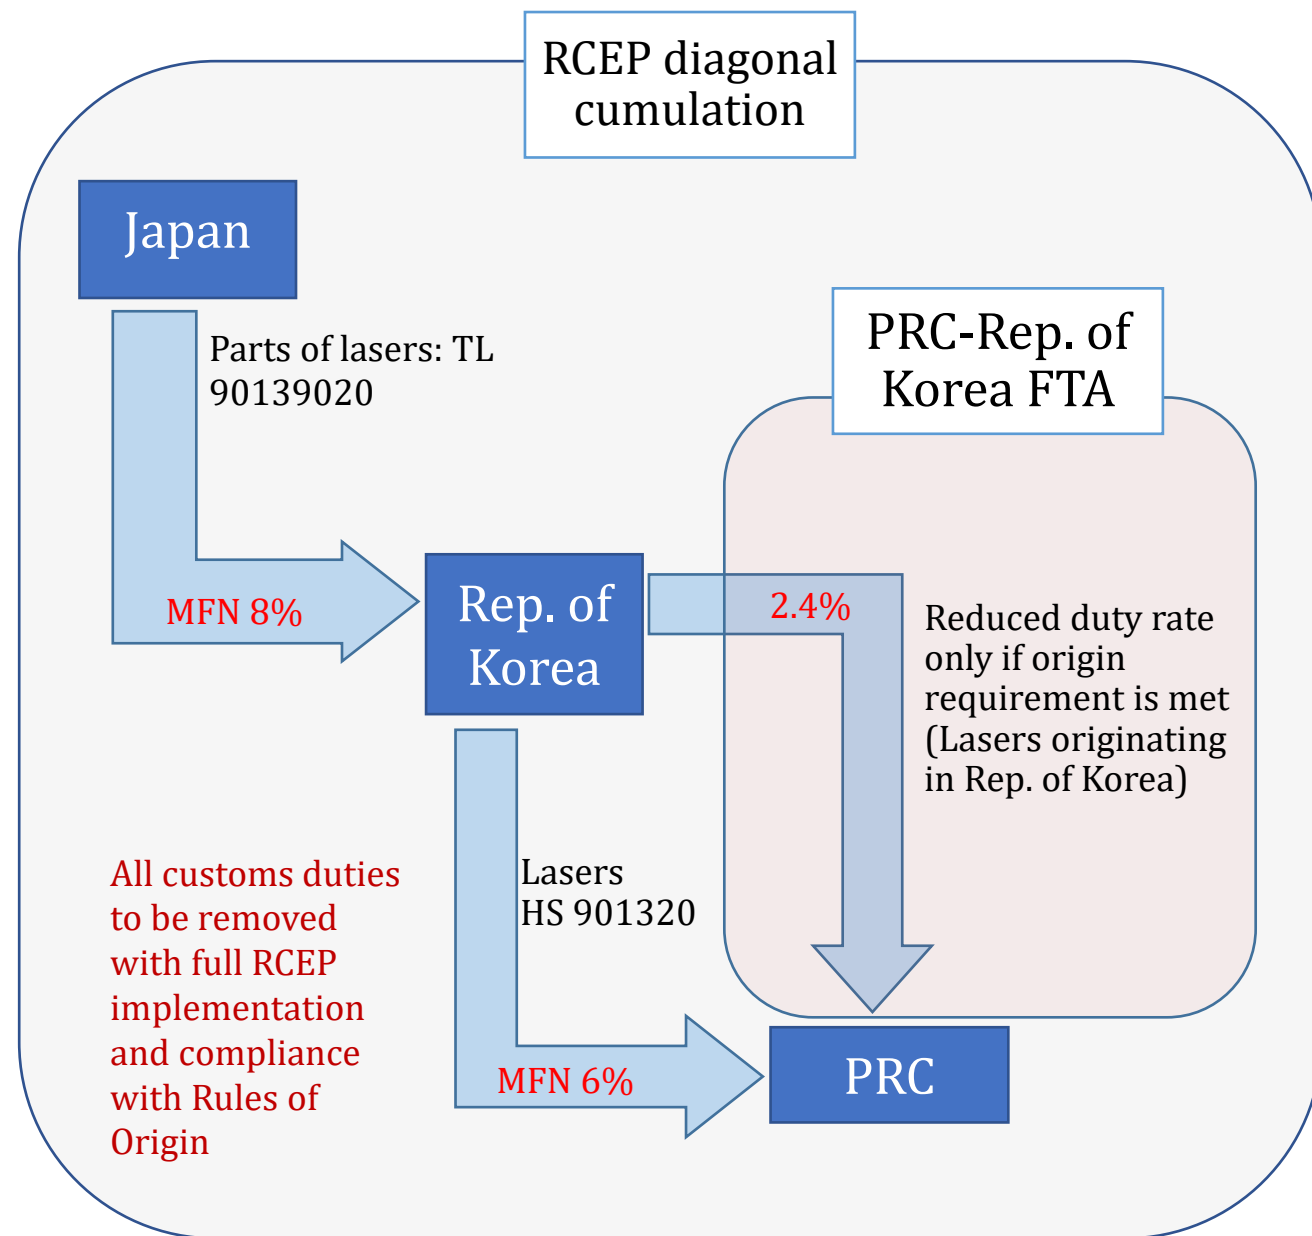 RCEP diagonal
cumulation
Japan
Parts of lasers: TL
90139020
MFN 8%
PRC-Rep. of
Korea FTA
Rep. of
Korea
2.4%
Reduced duty rate
only if origin
requirement is met
(Lasers originating
in Rep. of Korea)
All customs duties
to be removed
with full RCEP
implementation
and compliance
with Rules of
Origin
Lasers
HS 901320
MFN 6%
PRC